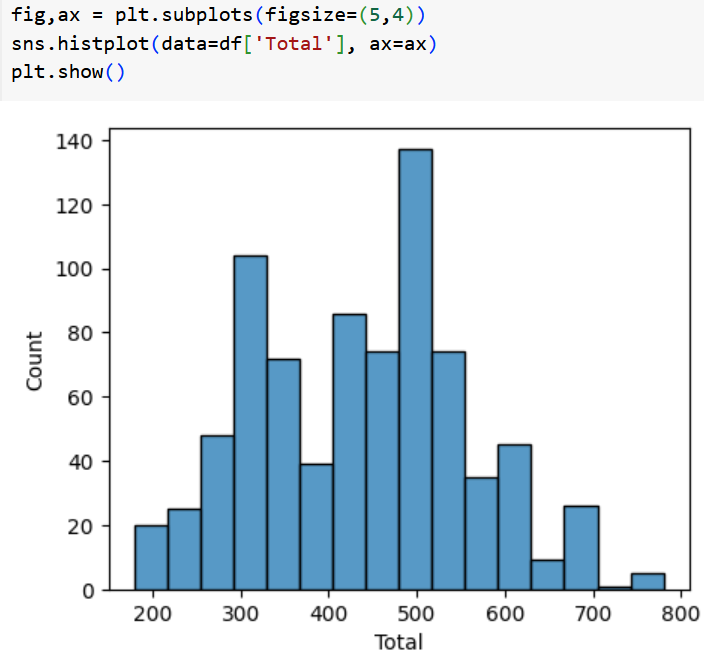 fig,ax = plt.subplots(figsize=(5,4))
sns.histplot(data=df['Total'], ax=ax)
plt.show()
140
120
100
80
60
40
20
0
Count
200 300 400 500 600 700 800
Total